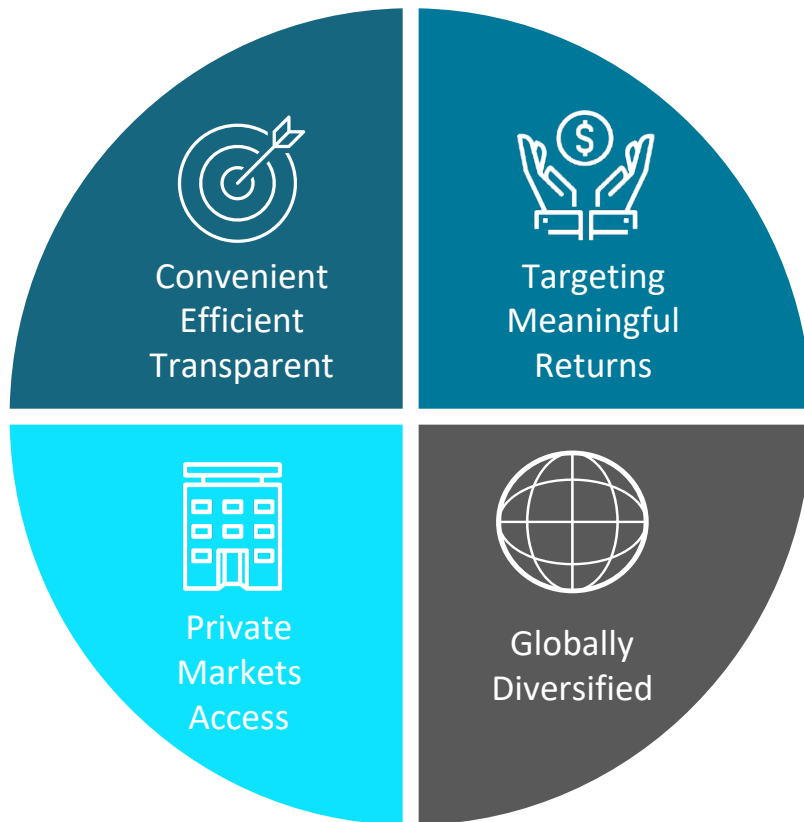 Convenient
Efficient
Transparent
$
Targeting
Meaningful
Returns
Private
Markets
Access
Globally
Diversified